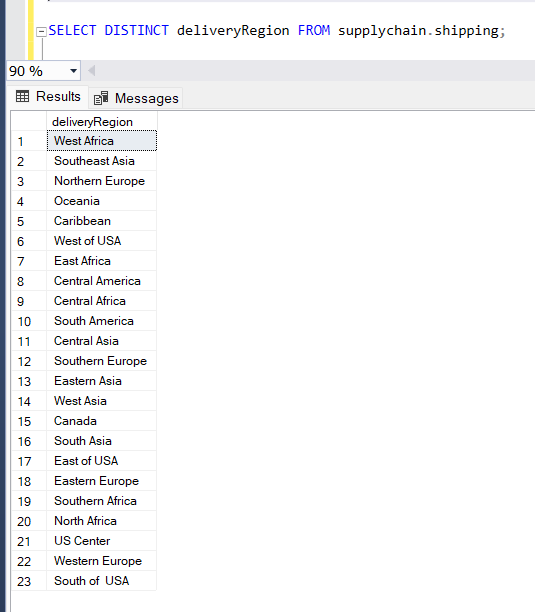 SELECT DISTINCT deliveryRegion FROM supplychain.shipping;
90 %
Results Messages
deliveryRegion
1 West Africa
2 Southeast Asia
3 Northern Europe
4 Oceania
5 Caribbean
6 West of USA
7 East Africa
8 Central America
9 Central Africa
10 South America
11 Central Asia
12 Southern Europe
13 Eastern Asia
14 West Asia
15 Canada
16 South Asia
17 East of USA
18 Eastern Europe
19 Southern Africa
20 North Africa
21 US Center
22 Western Europe
23 South of  USA